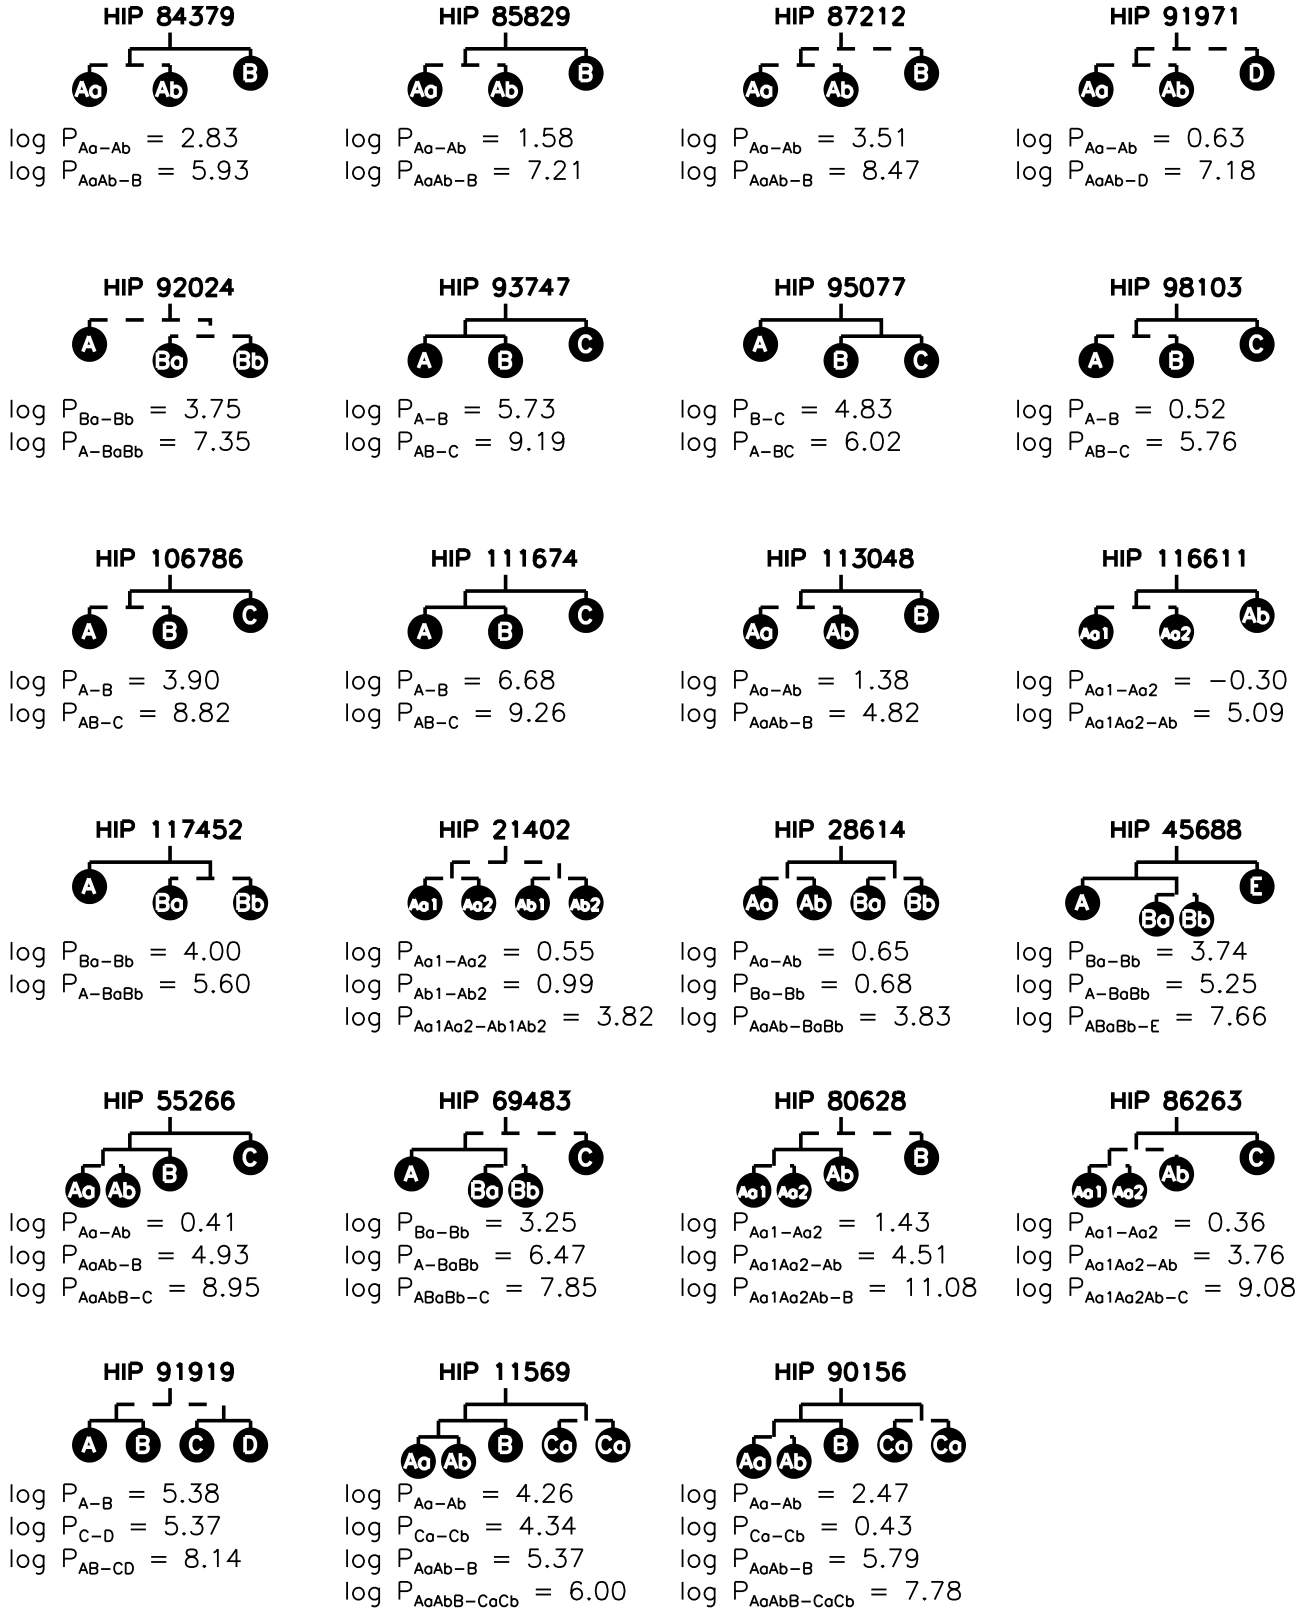 HIP 84379
Aa Ab B
log P_Aa−Ab = 2.83
log P_AaAb−B = 5.93
HIP 85829
Aa Ab B
log P_Aa−Ab = 1.58
log P_AaAb−B = 7.21
HIP 87212
Aa Ab B
log P_Aa−Ab = 3.51
log P_AaAb−B = 8.47
HIP 91971
Aa Ab D
log P_Aa−Ab = 0.63
log P_AaAb−D = 7.18
HIP 92024
A Ba Bb
log P_Ba−Bb = 3.75
log P_A−BaBb = 7.35
HIP 93747
A B C
log P_A−B = 5.73
log P_AB−C = 9.19
HIP 95077
A B C
log P_B−C = 4.83
log P_A−BC = 6.02
HIP 98103
A B C
log P_A−B = 0.52
log P_AB−C = 5.76
HIP 106786
A B C
log P_A−B = 3.90
log P_AB−C = 8.82
HIP 111674
A B C
log P_A−B = 6.68
log P_AB−C = 9.26
HIP 113048
Aa Ab B
log P_Aa−Ab = 1.38
log P_AaAb−B = 4.82
HIP 116611
Aa1 Aa2 Ab
log P_Aa1−Aa2 = −0.30
log P_Aa1Aa2−Ab = 5.09
HIP 117452
A Ba Bb
log P_Ba−Bb = 4.00
log P_A−BaBb = 5.60
HIP 21402
Aa1 Aa2 Ab1 Ab2
log P_Aa1−Aa2 = 0.55
log P_Ab1−Ab2 = 0.99
log P_Aa1Aa2−Ab1Ab2 = 3.82
HIP 28614
Aa Ab Ba Bb
log P_Aa−Ab = 0.65
log P_Ba−Bb = 0.68
log P_AaAb−BaBb = 3.83
HIP 45688
A Ba Bb E
log P_Ba−Bb = 3.74
log P_A−BaBb = 5.25
log P_ABaBb−E = 7.66
HIP 55266
Aa Ab B C
log P_Aa−Ab = 0.41
log P_AaAb−B = 4.93
log P_AaAbB−C = 8.95
HIP 69483
A Ba Bb C
log P_Ba−Bb = 3.25
log P_A−BaBb = 6.47
log P_ABaBb−C = 7.85
HIP 80628
Aa1 Aa2 Ab B
log P_Aa1−Aa2 = 1.43
log P_Aa1Aa2−Ab = 4.51
log P_Aa1Aa2Ab−B = 11.08
HIP 86263
Aa1 Aa2 Ab C
log P_Aa1−Aa2 = 0.36
log P_Aa1Aa2−Ab = 3.76
log P_Aa1Aa2Ab−C = 9.08
HIP 91919
A B C D
log P_A−B = 5.38
log P_C−D = 5.37
log P_AB−CD = 8.14
HIP 11569
Aa Ab B Ca Ca
log P_Aa−Ab = 4.26
log P_Ca−Cb = 4.34
log P_AaAb−B = 5.37
log P_AaAbB−CaCb = 6.00
HIP 90156
Aa Ab B Ca Ca
log P_Aa−Ab = 2.47
log P_Ca−Cb = 0.43
log P_AaAb−B = 5.79
log P_AaAbB−CaCb = 7.78